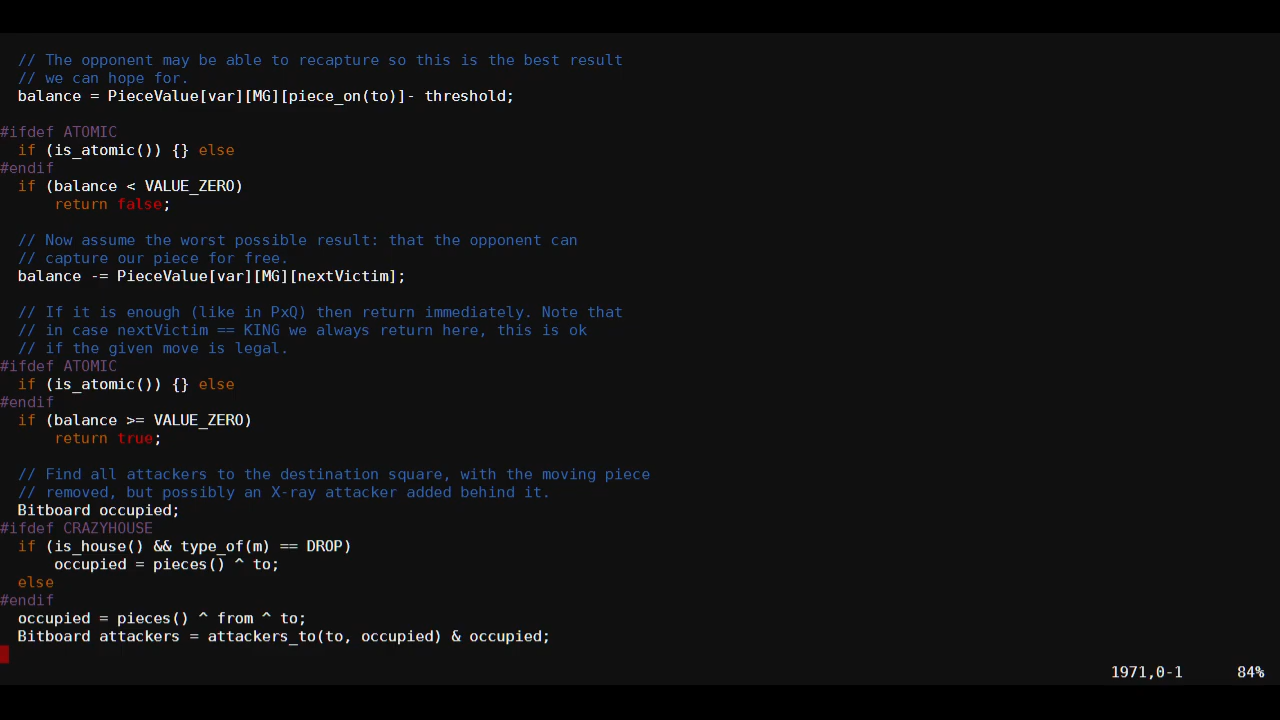 // The opponent may be able to recapture so this is the best result
// we can hope for.
balance = PieceValue[var][MG][piece_on(to)]- threshold;
#ifdef ATOMIC
if (is_atomic()) {} else
#endif
if (balance < VALUE_ZERO)
return false;
// Now assume the worst possible result: that the opponent can
// capture our piece for free.
balance -= PieceValue[var][MG][nextVictim];
// If it is enough (like in PxQ) then return immediately. Note that
// in case nextVictim == KING we always return here, this is ok
// if the given move is legal.
#ifdef ATOMIC
if (is_atomic()) {} else
#endif
if (balance >= VALUE_ZERO)
return true;
// Find all attackers to the destination square, with the moving piece
// removed, but possibly an X-ray attacker added behind it.
Bitboard occupied;
#ifdef CRAZYHOUSE
if (is_house() && type_of(m) == DROP)
occupied = pieces() ^ to;
else
#endif
occupied = pieces() ^ from ^ to;
Bitboard attackers = attackers_to(to, occupied) & occupied;
1971,0-1 84%